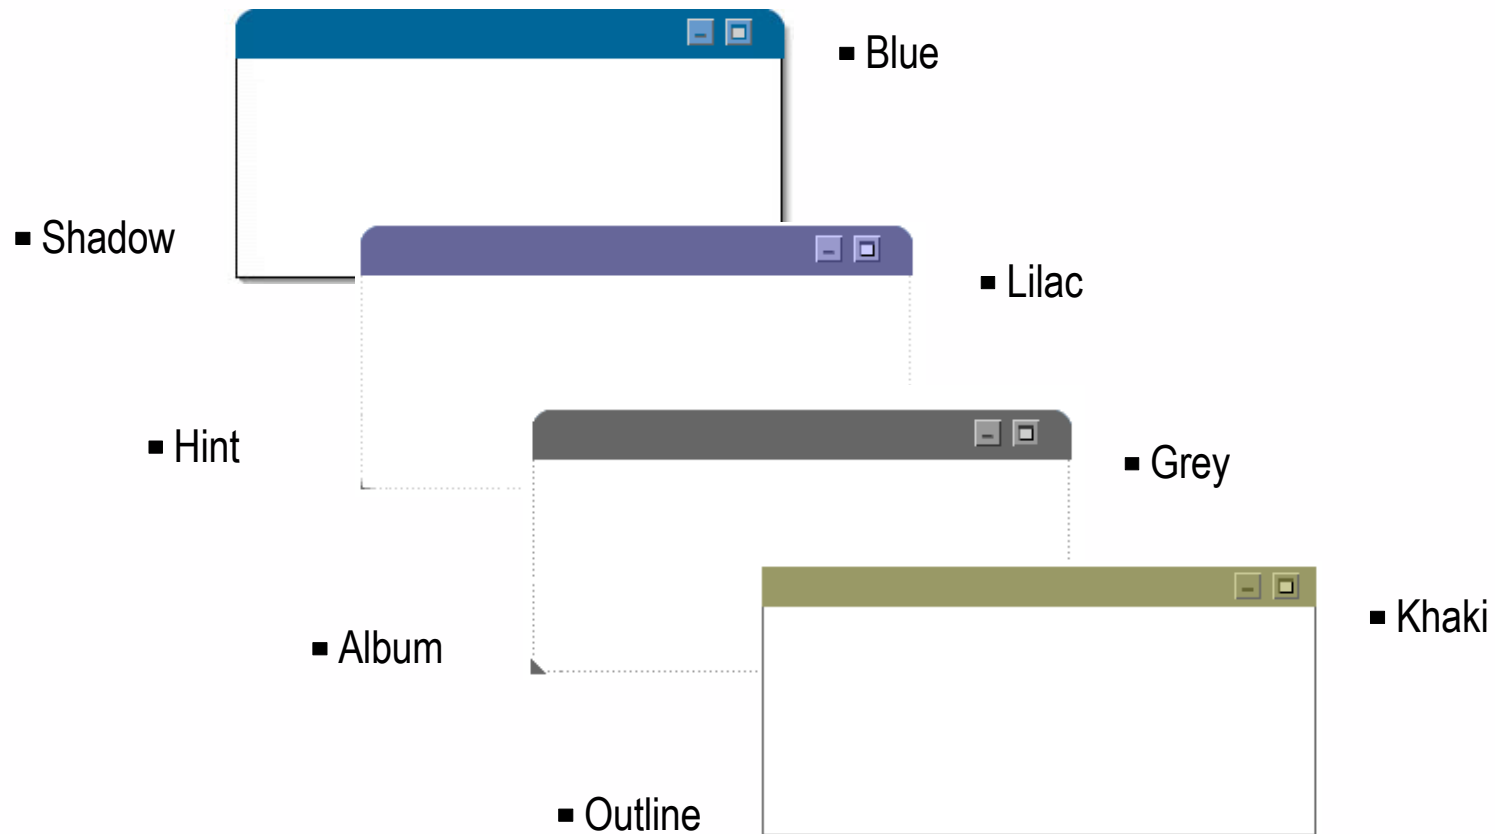 ▪ Blue
▪ Shadow
▪ Lilac
▪ Hint
▪ Grey
▪ Khaki
▪ Album
▪ Outline